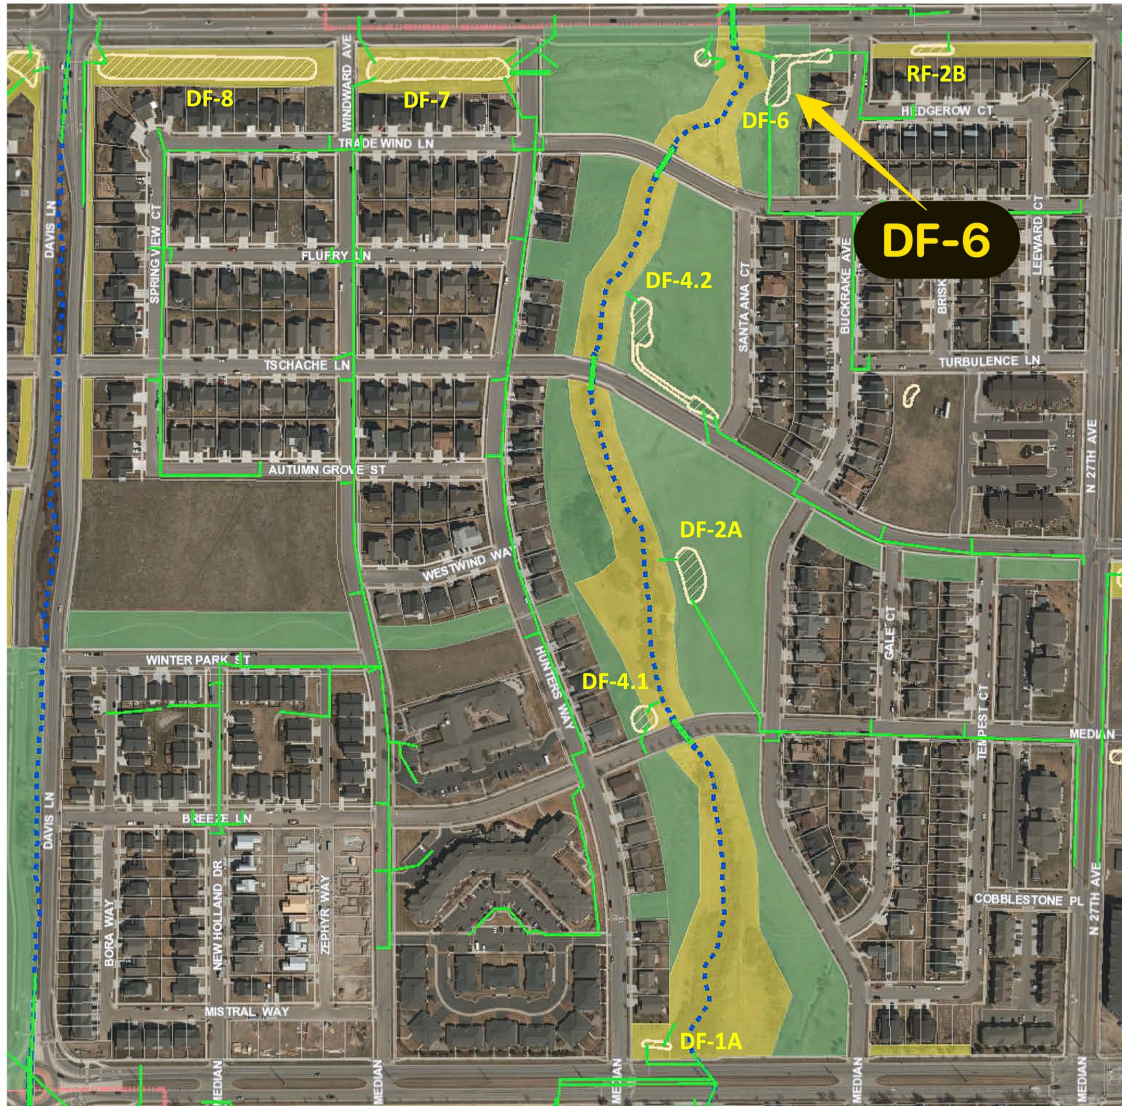 WINDWARD AVE
DF-8
DF-7
DF-6
RF-2B
HEDGEROW CT
TRADE WIND LN
DAVIS LN
SPRING VIEW CT
FLURRY LN
DF-6
LEEWARD CT
BUCKRAKE AVE
BRISK
SANTA ANA CT
DF-4.2
TSCHACHE LN
TURBULENCE LN
N 27TH AVE
AUTUMN GROVE ST
DF-2A
WESTWIND WAY
GALE CT
WINTER PARK ST
HUNTERS WAY
DF-4.1
TEMPEST CT
MEDIAN
DAVIS LN
BREEZE LN
BORA WAY
NEW HOLLAND DR
ZEPHYR WAY
COBBLESTONE PL
N 27TH AVE
MISTRAL WAY
DF-1A
MEDIAN
MEDIAN
MEDIAN
MEDIAN
MEDIAN